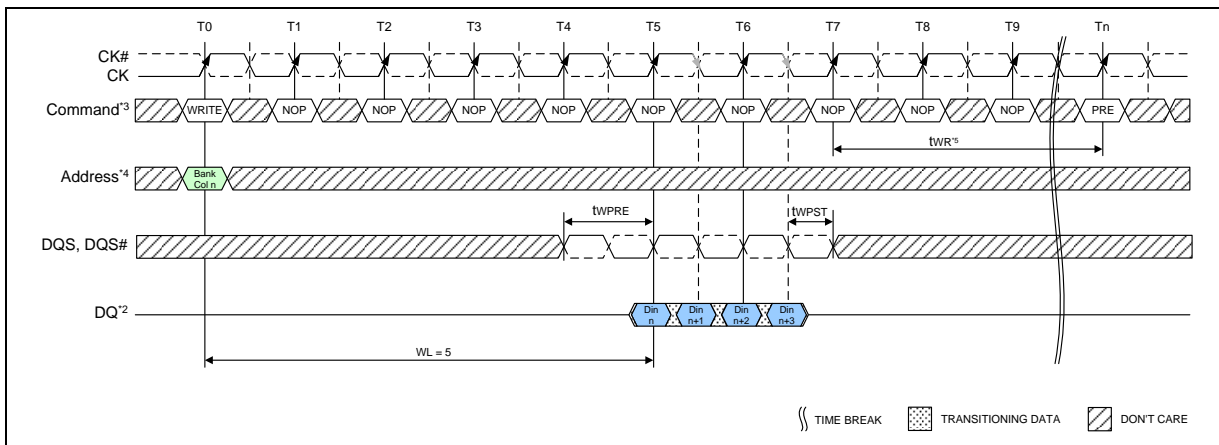 T0 T1 T2 T3 T4 T5 T6 T7 T8 T9 Tn
CK#
CK
Command*3 WRITE NOP NOP NOP NOP NOP NOP NOP NOP NOP PRE
tWR*5
Address*4 Bank
Col n
tWPRE tWPST
DQS, DQS#
DQ*2 Din n Din n+1 Din n+2 Din n+3
WL = 5
TIME BREAK TRANSITIONING DATA DON'T CARE